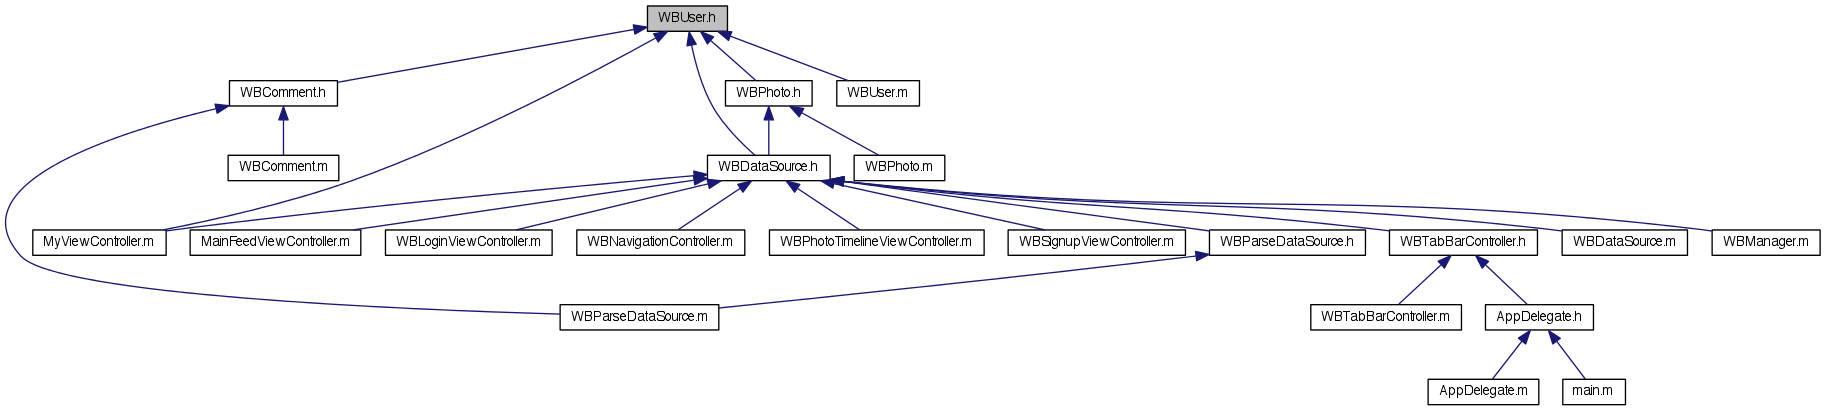 WBUser.h
WBComment.h
WBPhoto.h
WBUser.m
WBComment.m
WBDataSource.h
WBPhoto.m
MyViewController.m
MainFeedViewController.m
WBLoginViewController.m
WBNavigationController.m
WBPhotoTimelineViewController.m
WBSignupViewController.m
WBParseDataSource.h
WBTabBarController.h
WBDataSource.m
WBManager.m
WBParseDataSource.m
WBTabBarController.m
AppDelegate.h
AppDelegate.m
main.m